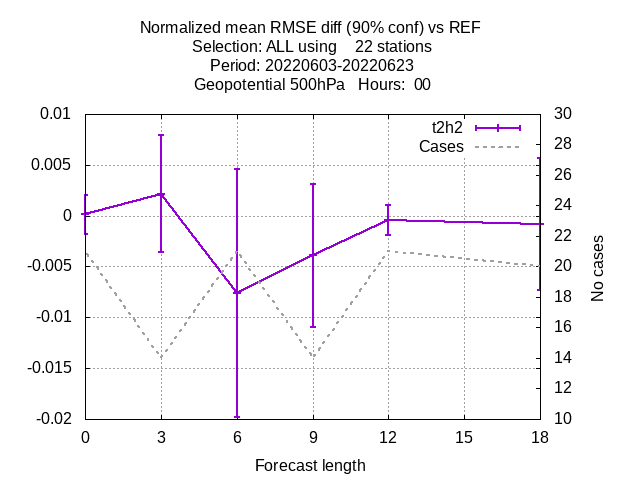 Normalized mean RMSE diff (90% conf) vs REF
Selection: ALL using    22 stations
Period: 20220603-20220623
Geopotential 500hPa   Hours:  00
t2h2
Cases
0.01
0.005
0
-0.005
-0.01
-0.015
-0.02
30
28
26
24
22
20
18
16
14
12
10
No cases
0 3 6 9 12 15 18
Forecast length